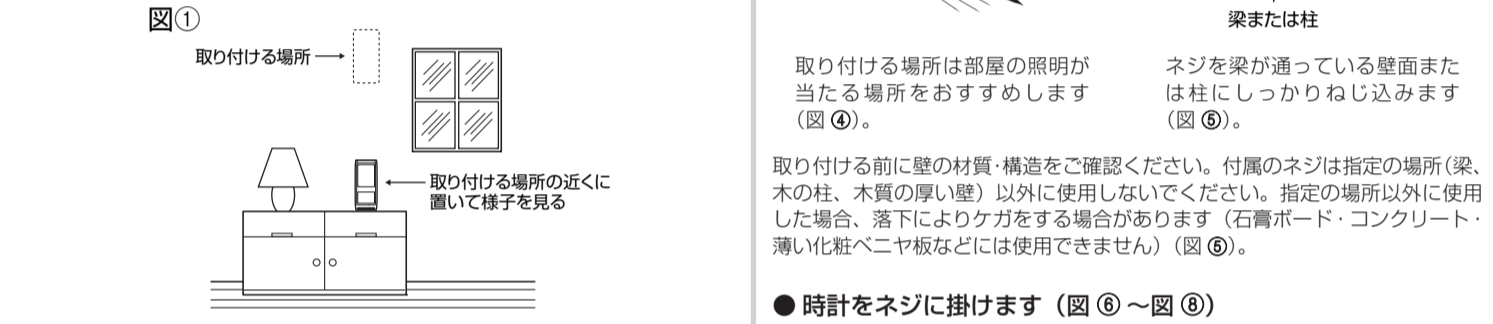 図①
取り付ける場所
取り付ける場所の近くに
置いて様子を見る
梁または柱
取り付ける場所は部屋の照明が
当たる場所をおすすめします
（図④）。
ネジを梁が通っている壁面また
は柱にしっかりねじ込みます
（図⑤）。
取り付ける前に壁の材質・構造をご確認ください。付属のネジは指定の場所（梁、
木の柱、木質の厚い壁）以外に使用しないでください。指定の場所以外に使用
した場合、落下によりケガをする場合があります（石膏ボード・コンクリート・
薄い化粧ベニヤ板などには使用できません）（図⑤）。
● 時計をネジに掛けます（図⑥～図⑧）